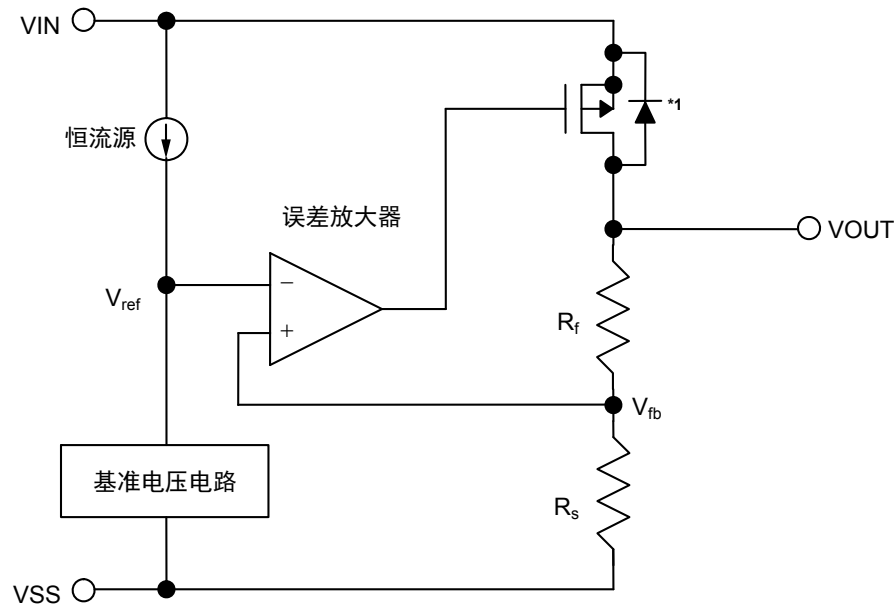 VIN
*1
恒流源
误差放大器
VOUT
Vref
−
+
Rf
Vfb
基准电压电路
Rs
VSS